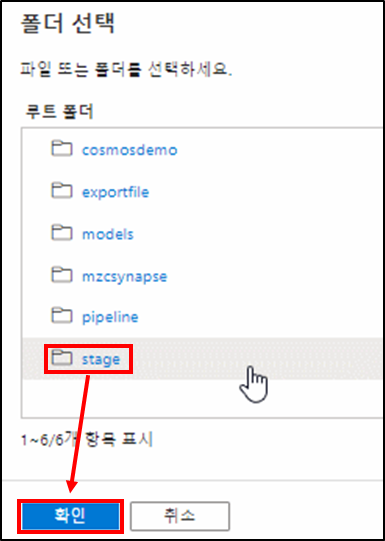 폴더 선택
파일 또는 폴더를 선택하세요.
루트 폴더
cosmosdemo
exportfile
models
mzcsynapse
pipeline
stage
1~6/6개 항목 표시
확인 취소